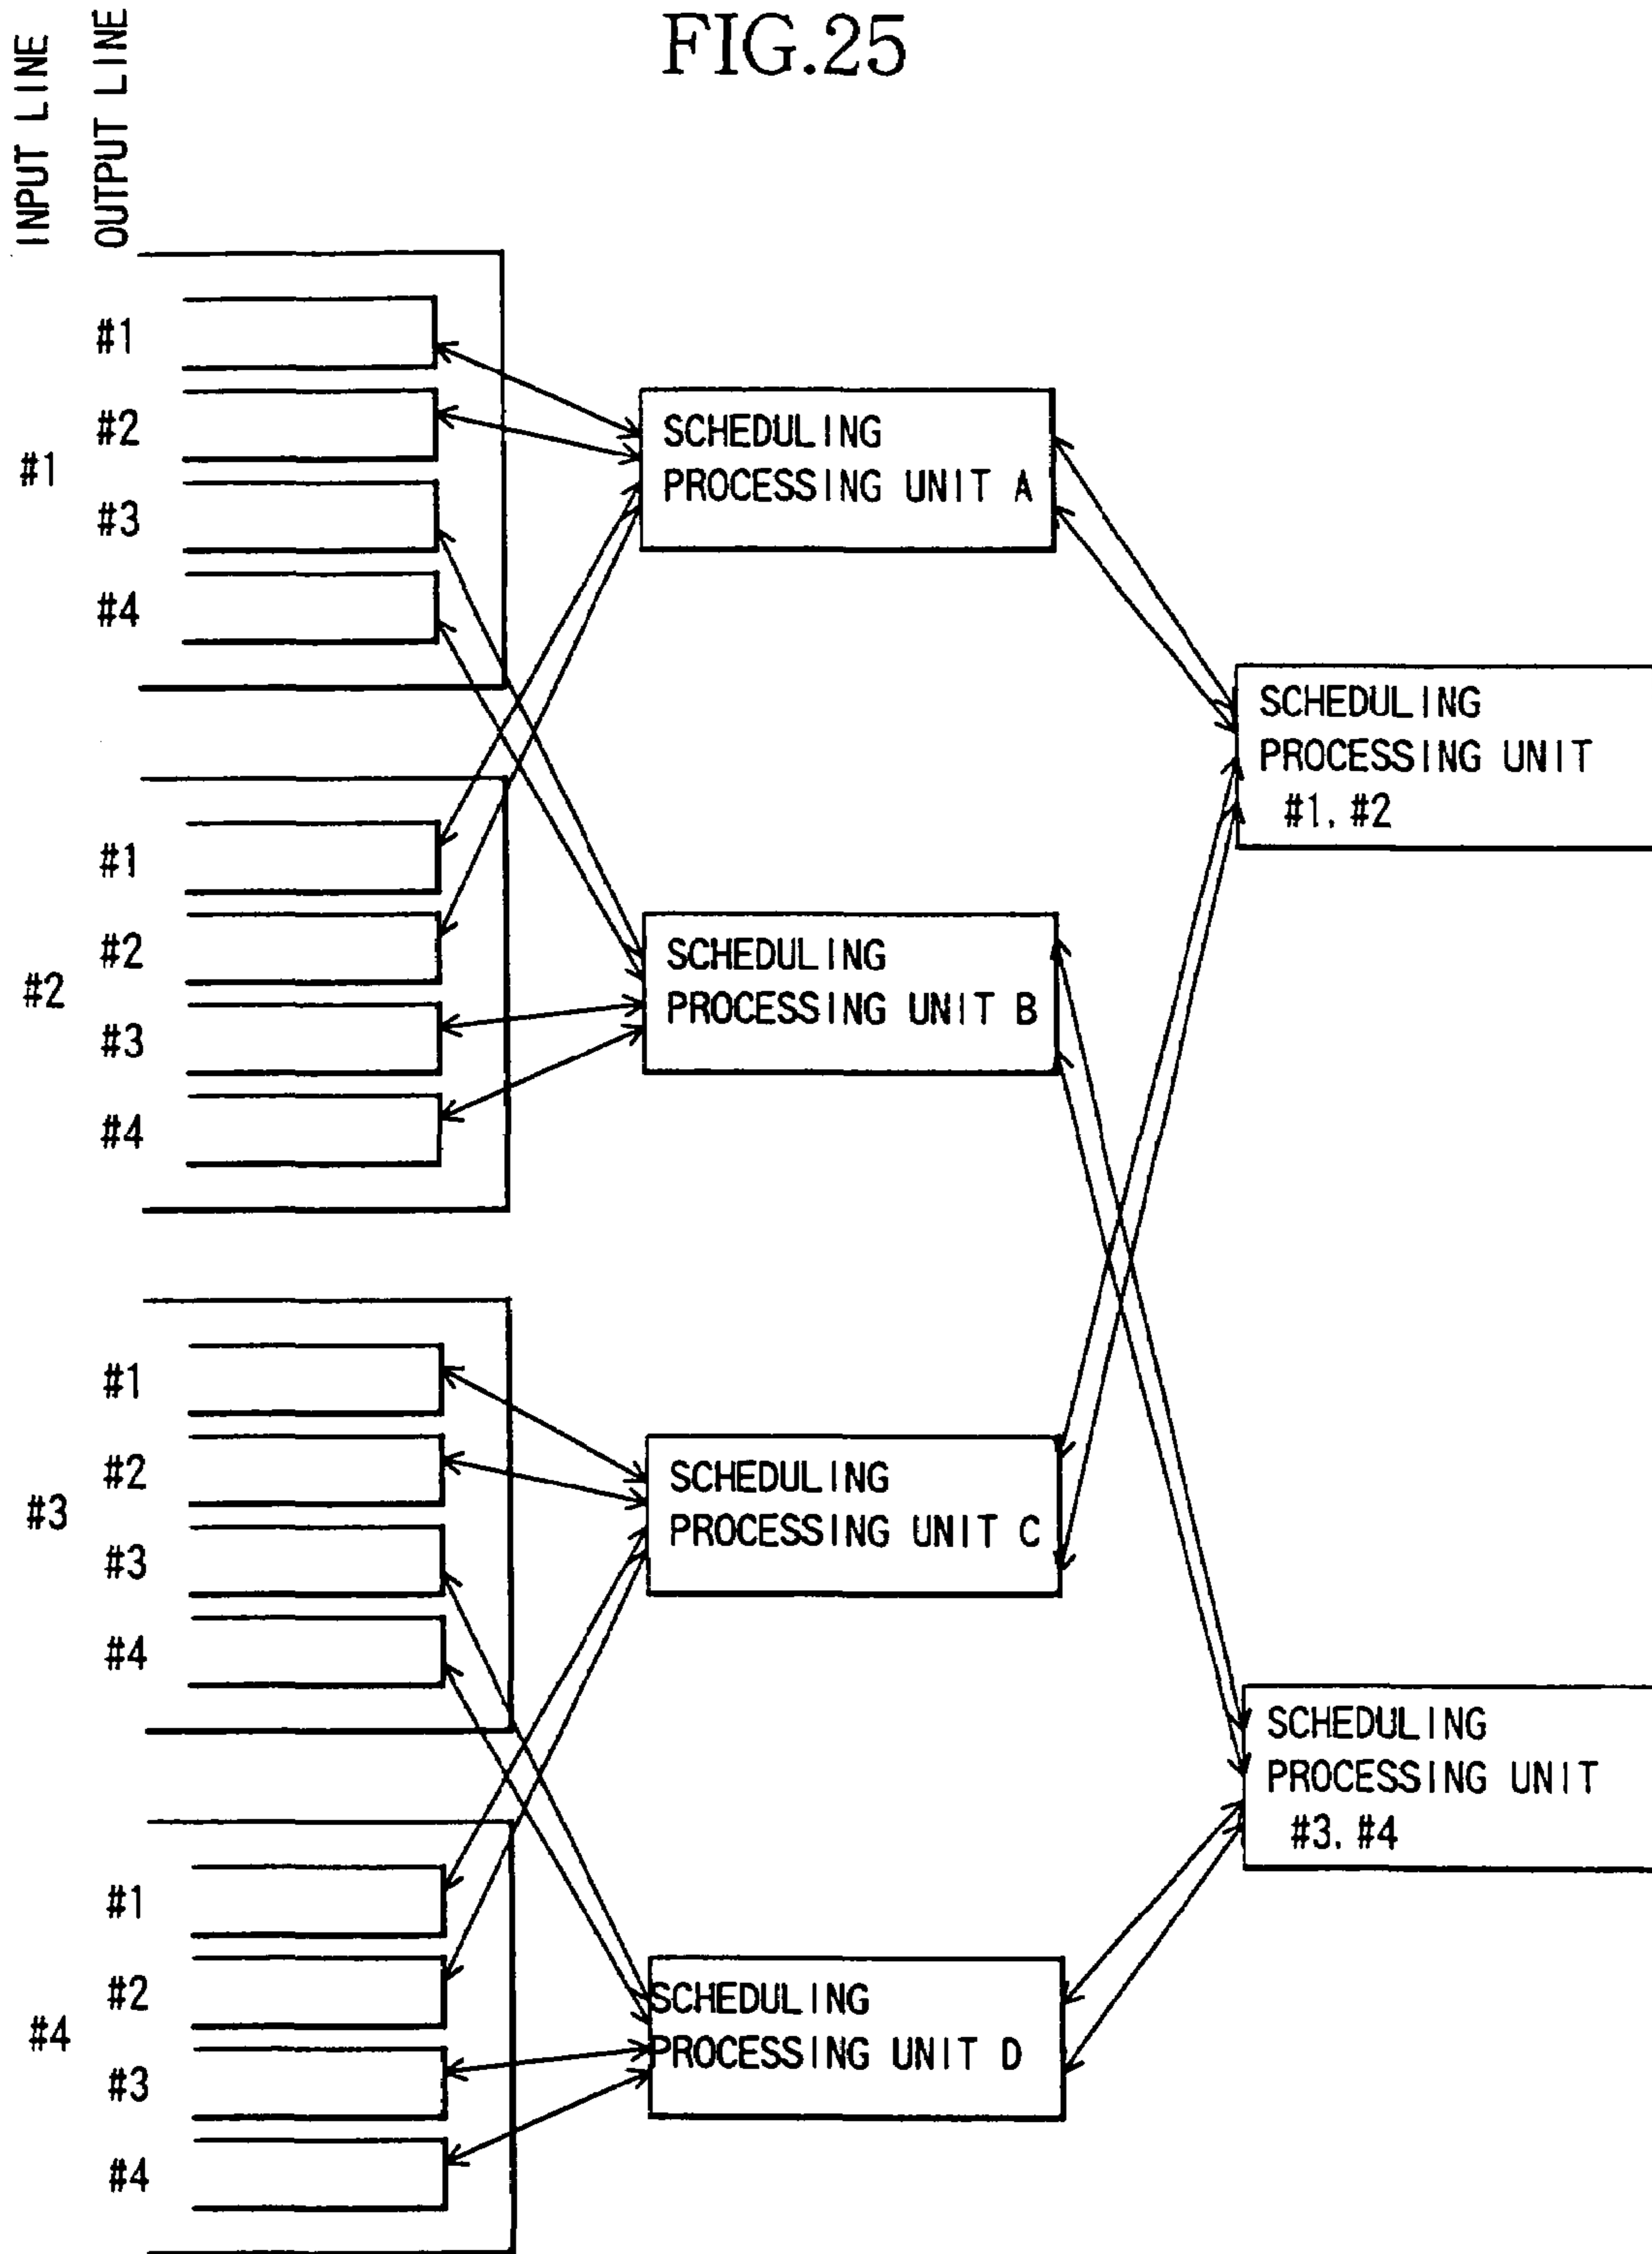 FIG.25
INPUT LINE
OUTPUT LINE
#1
#1
#2
#3
#4
SCHEDULING
PROCESSING UNIT A
#2
#1
#2
#3
#4
SCHEDULING
PROCESSING UNIT B
SCHEDULING
PROCESSING UNIT
#1, #2
#3
#1
#2
#3
#4
SCHEDULING
PROCESSING UNIT C
#4
#1
#2
#3
#4
SCHEDULING
PROCESSING UNIT D
SCHEDULING
PROCESSING UNIT
#3, #4